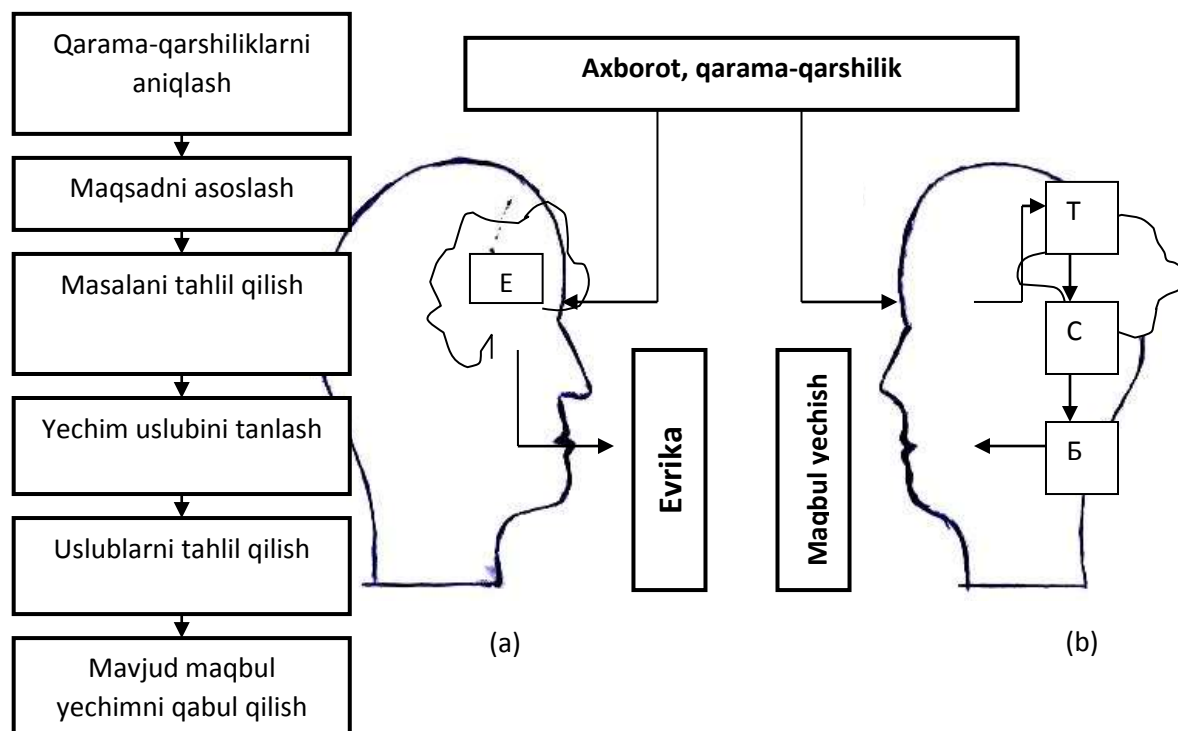 Qarama-qarshiliklarni
aniqlash
Maqsadni asoslash
Masalani tahlil qilish
Yechim uslubini tanlash
Uslublarni tahlil qilish
Mavjud maqbul
yechimni qabul qilish
Axborot, qarama-qarshilik
E
Evrika
(a)
Maqbul yechish
Т
С
Б
(b)